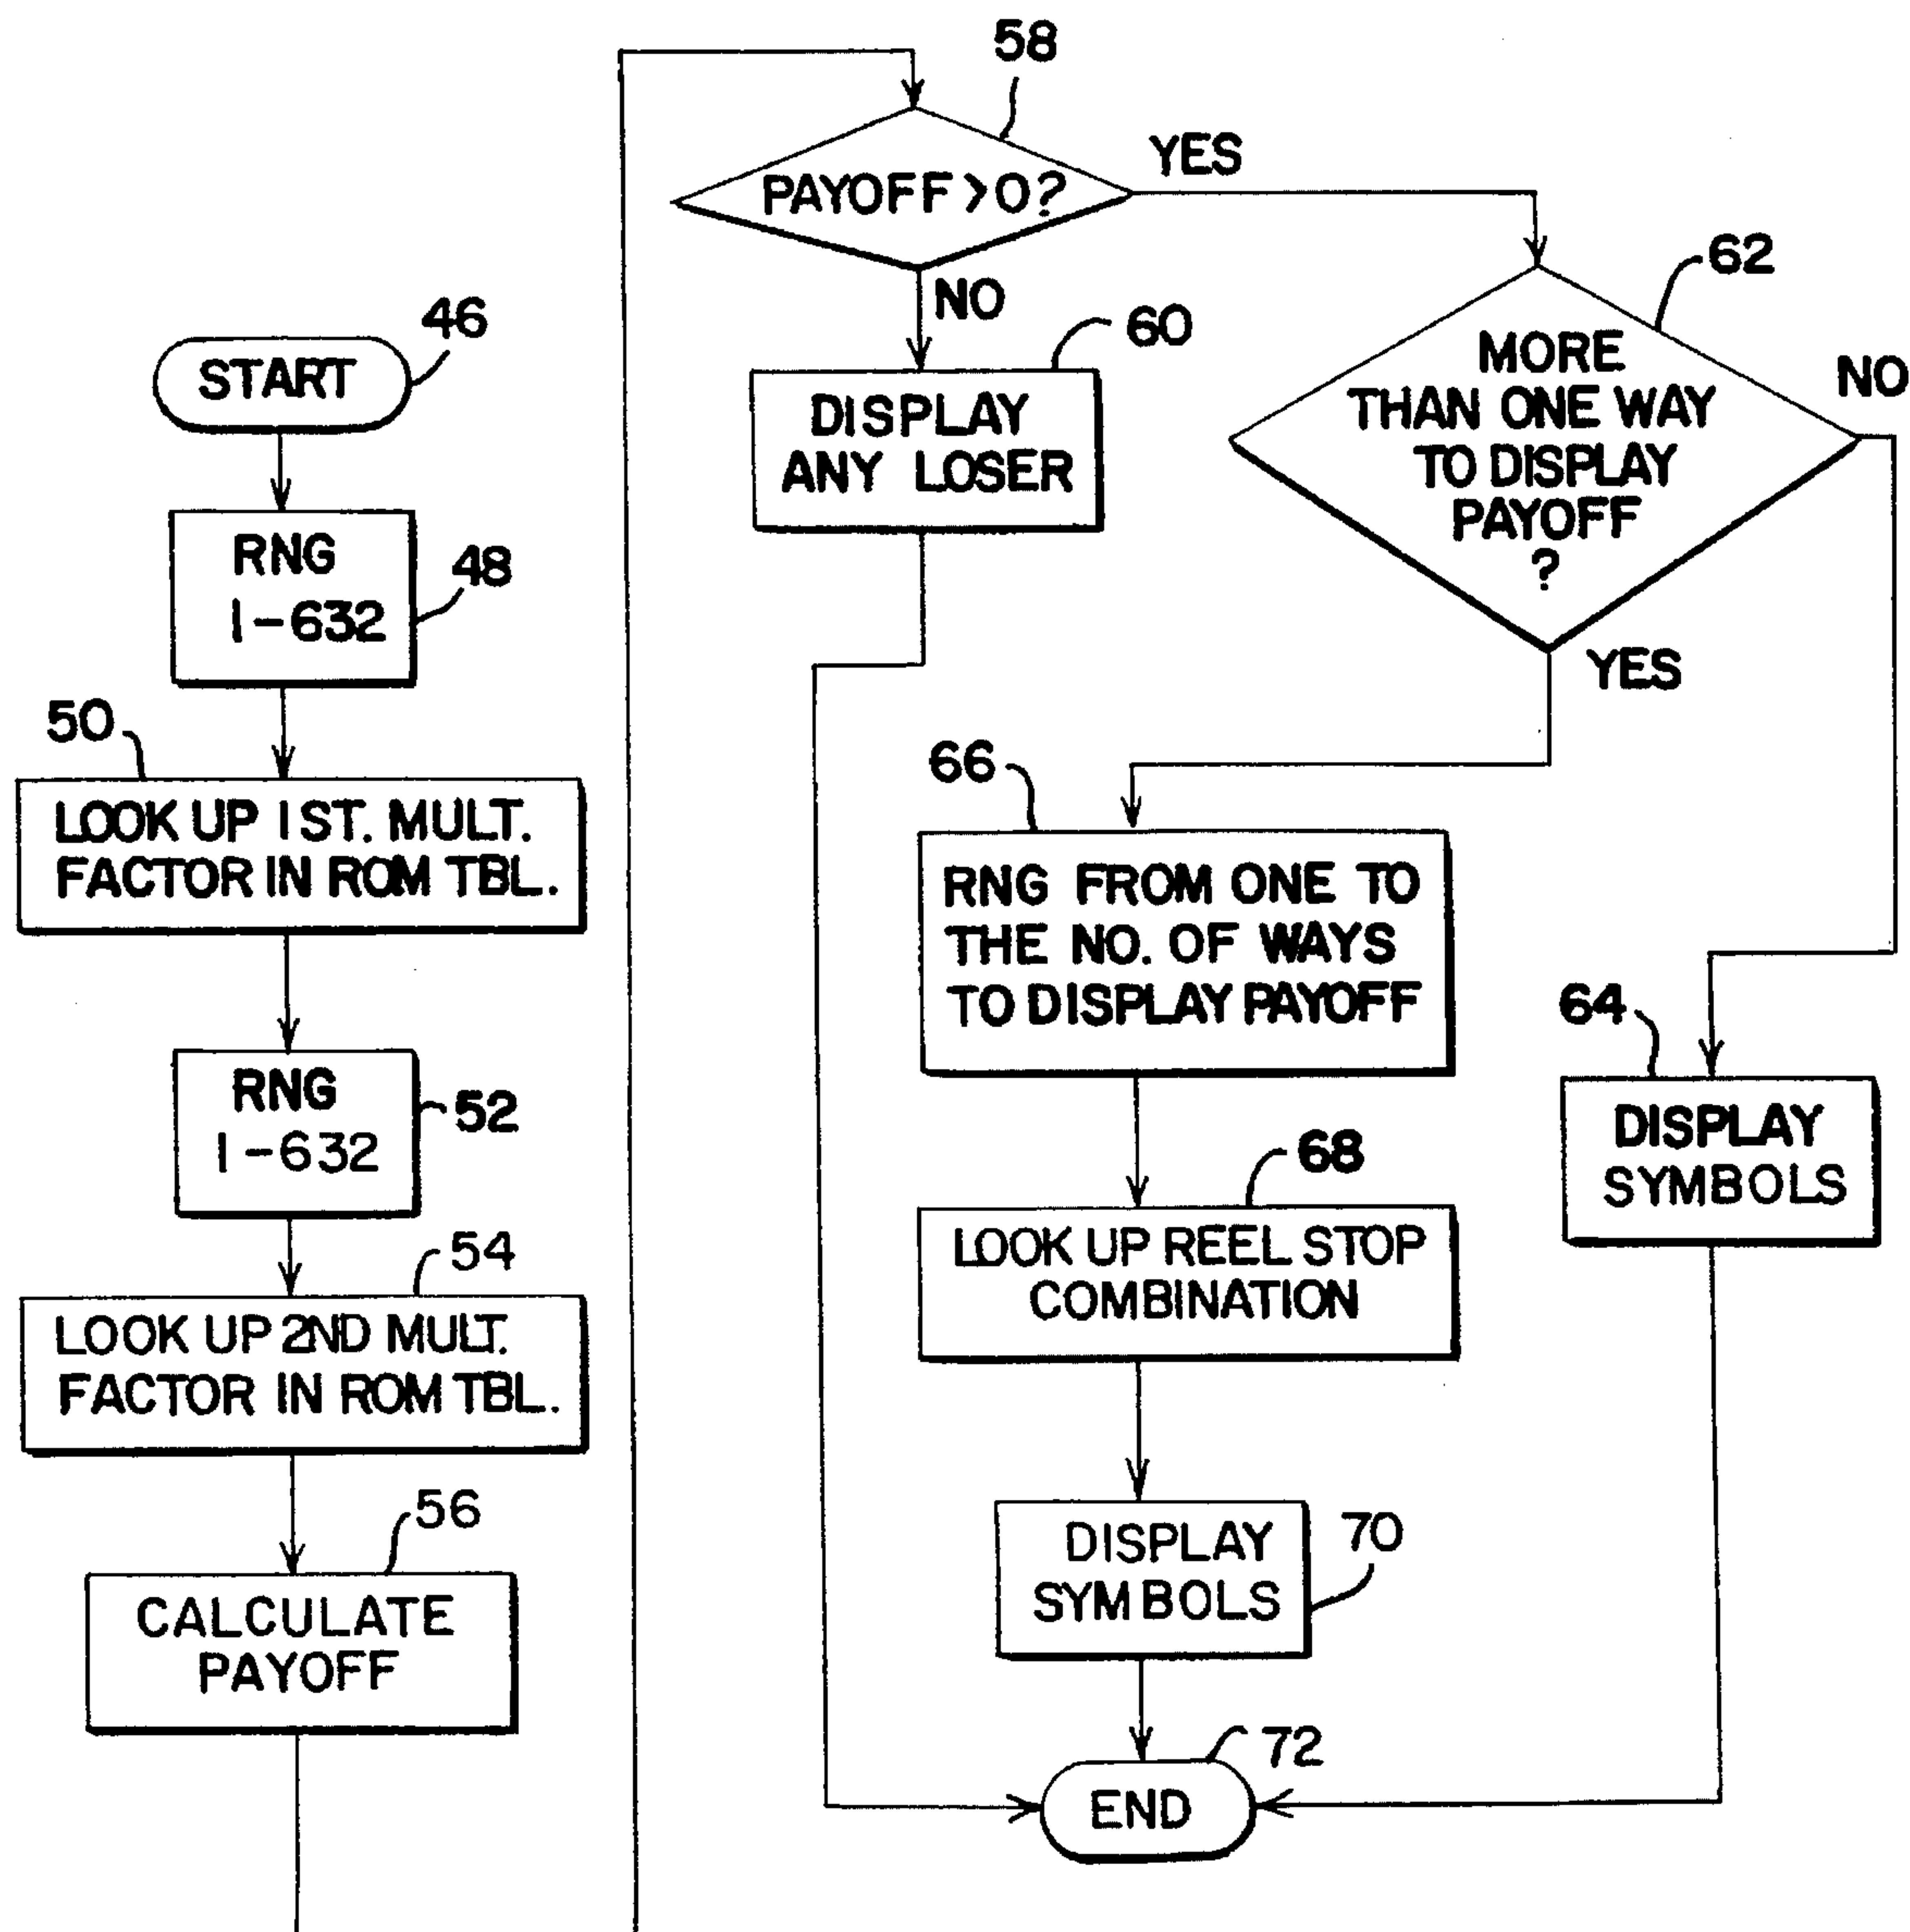 46
START
RNG
1-632
48
50
LOOK UP 1ST. MULT.
FACTOR IN ROM TBL.
RNG
1-632
52
54
LOOK UP 2ND MULT.
FACTOR IN ROM TBL.
56
CALCULATE
PAYOFF
58
PAYOFF>0?
YES
NO
60
DISPLAY
ANY LOSER
62
MORE
THAN ONE WAY
TO DISPLAY
PAYOFF
?
NO
YES
66
RNG FROM ONE TO
THE NO. OF WAYS
TO DISPLAY PAYOFF
64
DISPLAY
SYMBOLS
68
LOOK UP REEL STOP
COMBINATION
DISPLAY
SYMBOLS
70
72
END